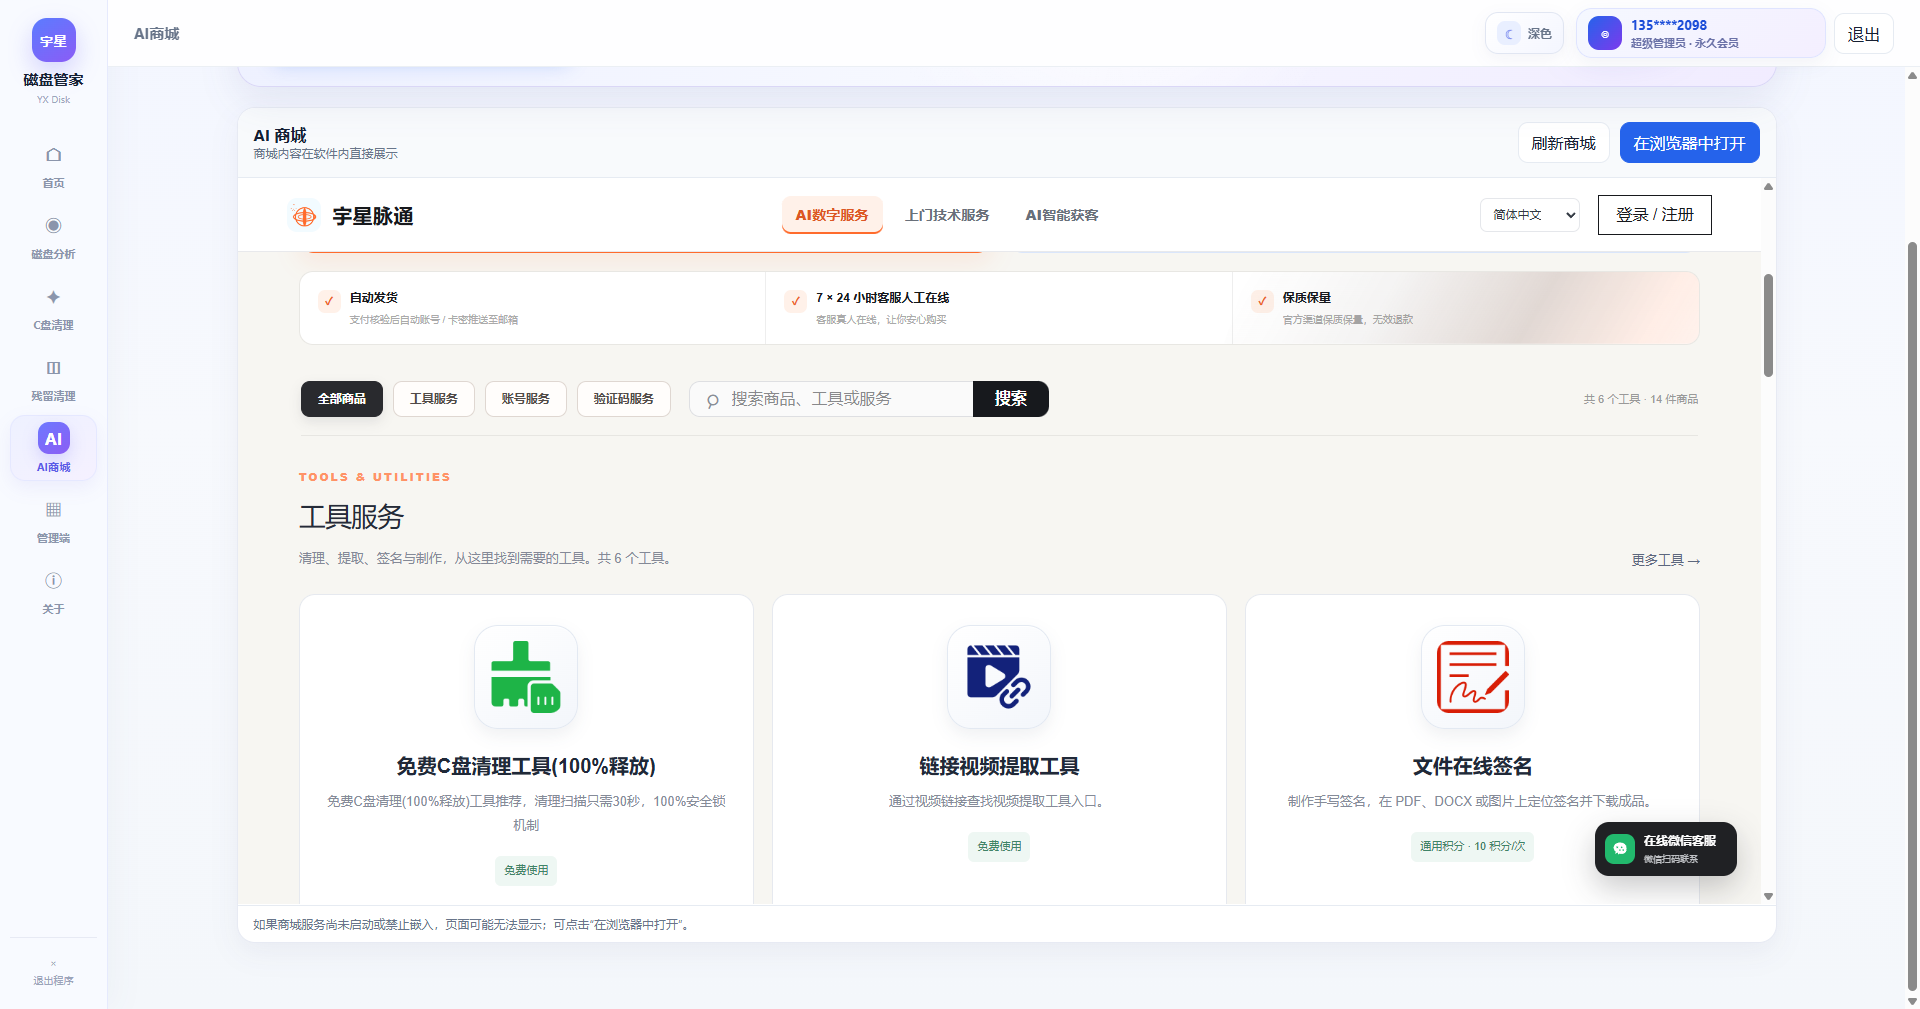 宇星
磁盘管家
YX Disk
首页
磁盘分析
C盘清理
残留清理
AI
AI商城
管理端
关于
×
退出程序
AI商城
深色
135****2098
超级管理员 · 永久会员
退出
AI 商城
商城内容在软件内直接展示
刷新商城
在浏览器中打开
宇星脉通
AI数字服务
上门技术服务
AI智能获客
简体中文
登录 / 注册
✓
自动发货
支付核验后自动账号 / 卡密推送至邮箱
✓
7 × 24 小时客服人工在线
客服真人在线，让你安心购买
✓
保质保量
官方渠道保质保量，无效退款
全部商品
工具服务
账号服务
验证码服务
搜索商品、工具或服务
搜索
共 6 个工具 · 14 件商品
TOOLS & UTILITIES
工具服务
清理、提取、签名与制作，从这里找到需要的工具。共 6 个工具。
更多工具 →
免费C盘清理工具(100%释放)
免费C盘清理(100%释放)工具推荐，清理扫描只需30秒，100%安全锁
机制
免费使用
链接视频提取工具
通过视频链接查找视频提取工具入口。
免费使用
文件在线签名
制作手写签名，在 PDF、DOCX 或图片上定位签名并下载成品。
通用积分 · 10 积分/次
在线微信客服
微信扫码联系
如果商城服务尚未启动或禁止嵌入，页面可能无法显示；可点击“在浏览器中打开”。